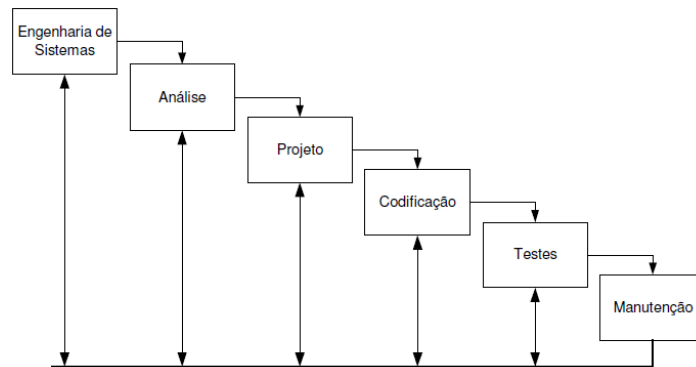 Engenharia de
Sistemas
Análise
Projeto
Codificação
Testes
Manutenção